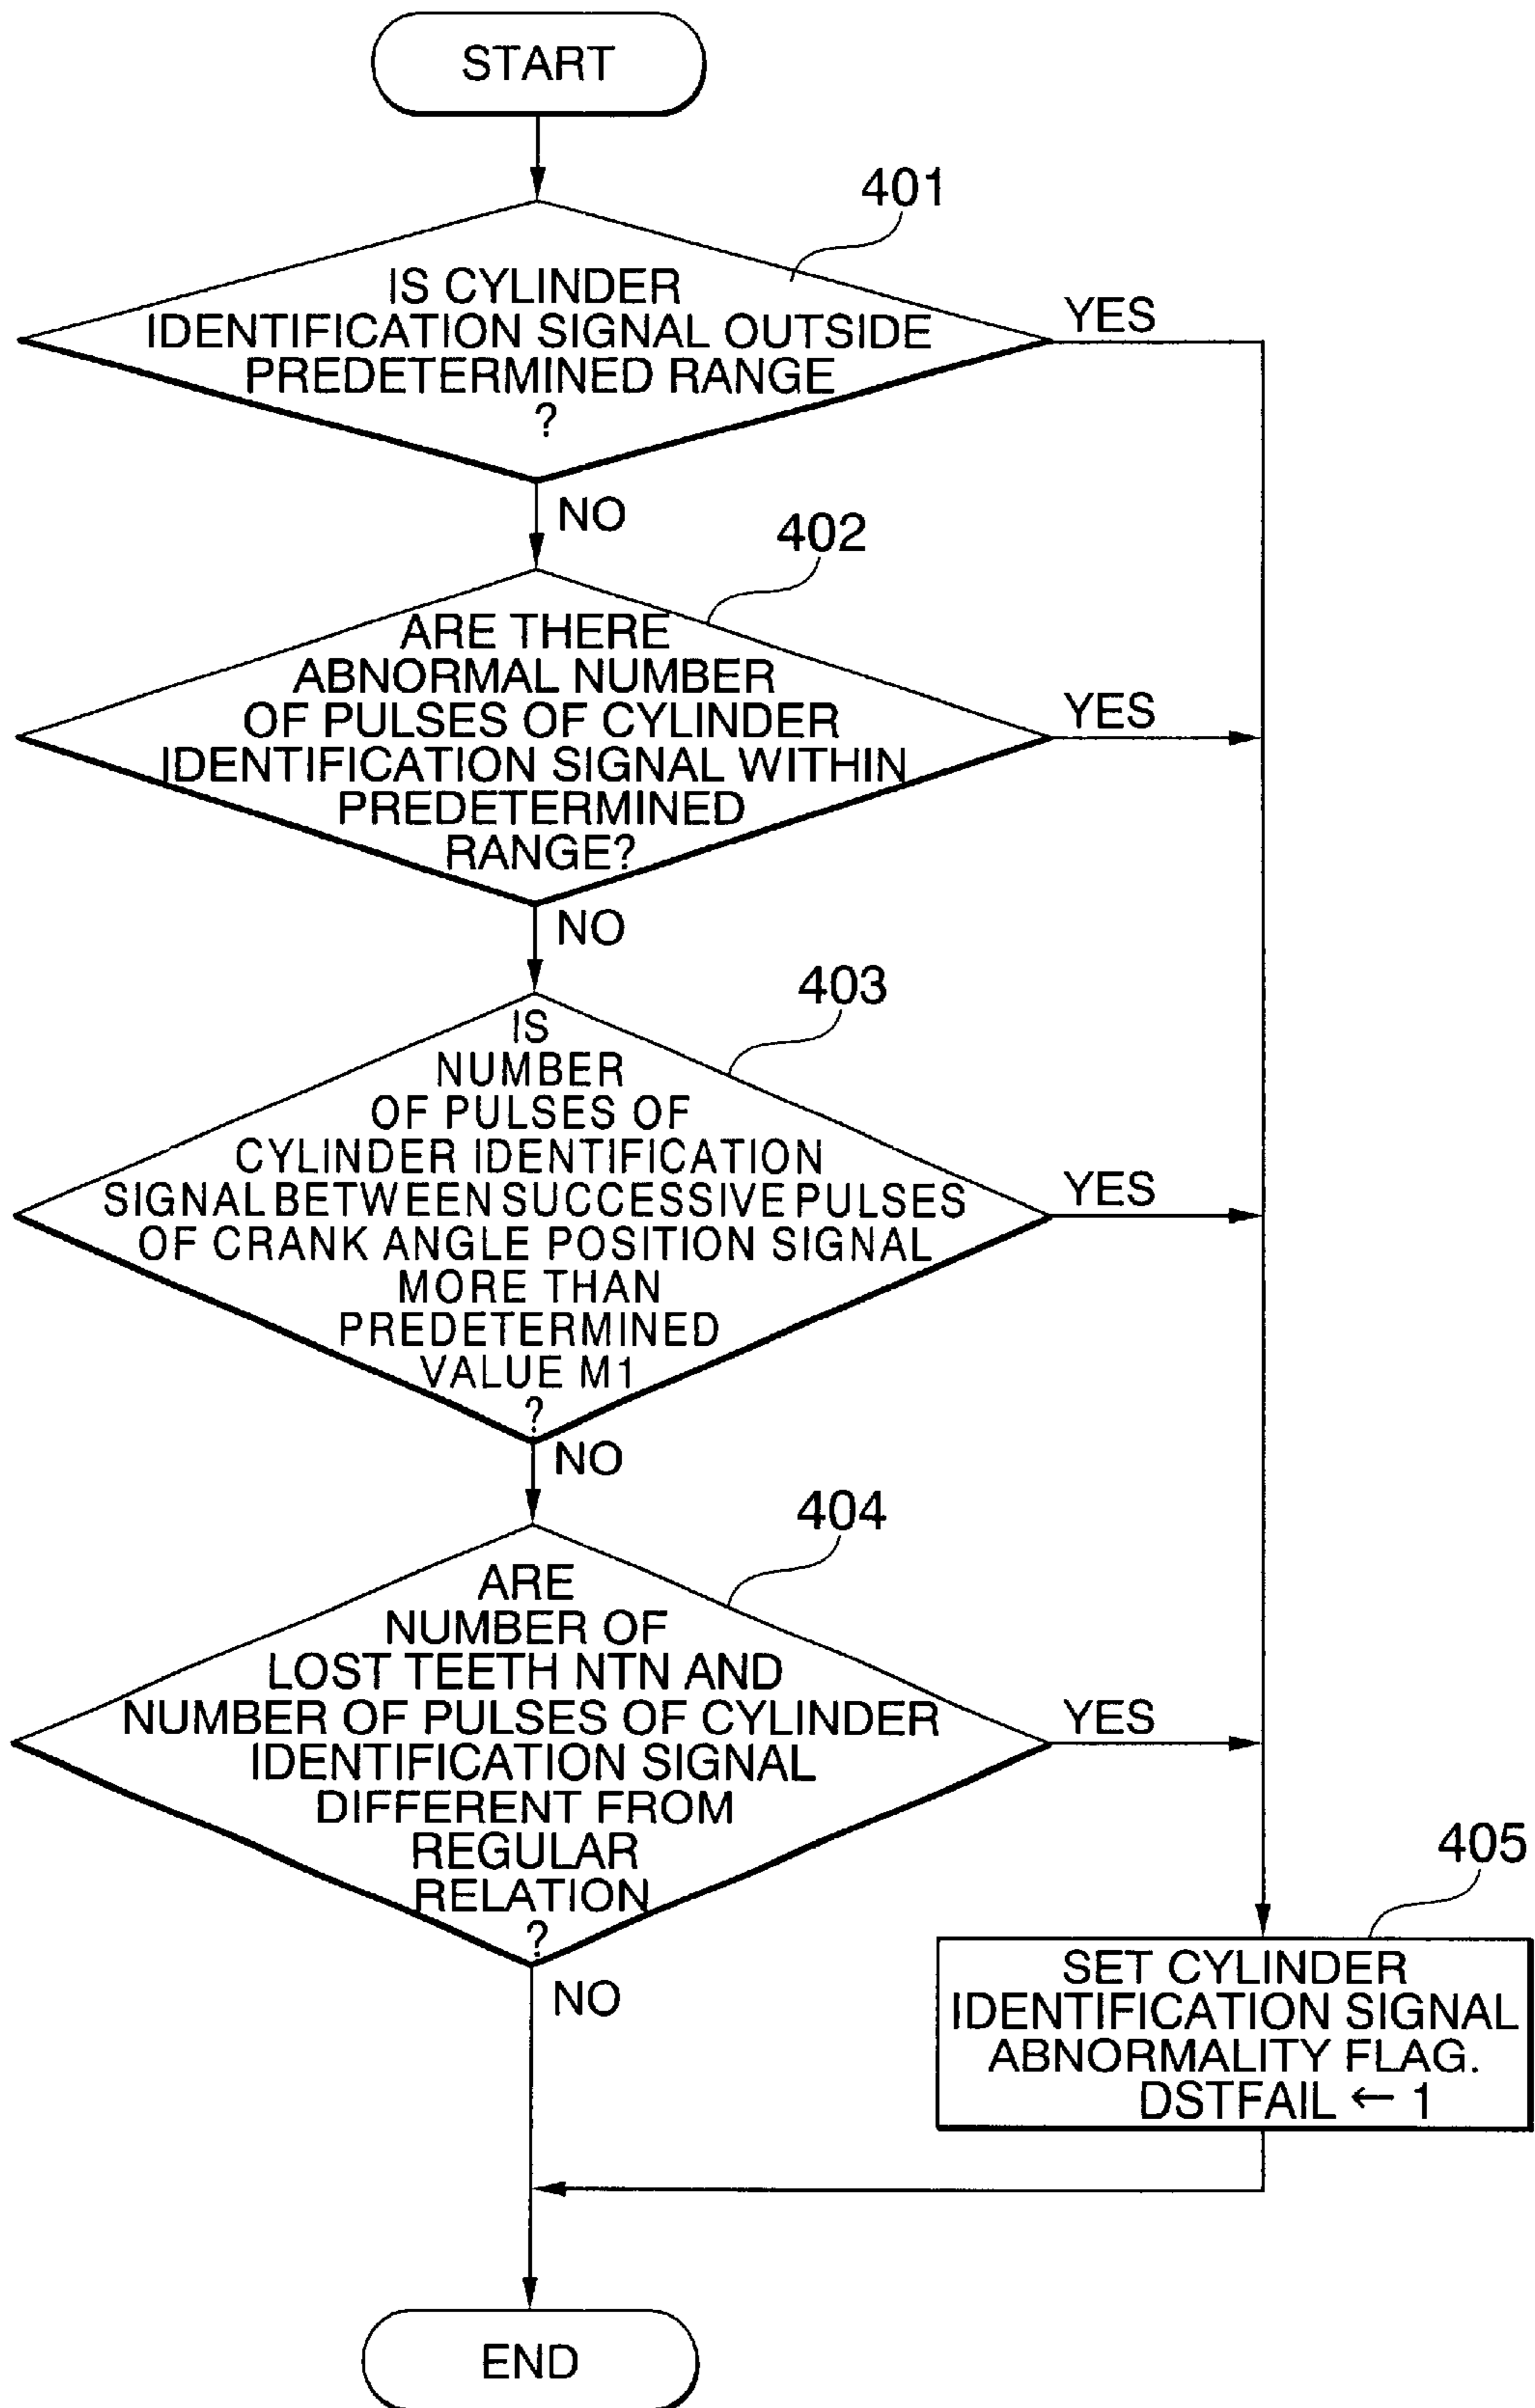 START
401
IS CYLINDER
IDENTIFICATION SIGNAL OUTSIDE
PREDETERMINED RANGE
?
YES
NO
402
ARE THERE
ABNORMAL NUMBER
OF PULSES OF CYLINDER
IDENTIFICATION SIGNAL WITHIN
PREDETERMINED
RANGE?
YES
NO
403
IS
NUMBER
OF PULSES OF
CYLINDER IDENTIFICATION
SIGNAL BETWEEN SUCCESSIVE PULSES
OF CRANK ANGLE POSITION SIGNAL
MORE THAN
PREDETERMINED
VALUE M1
?
YES
NO
404
ARE
NUMBER OF
LOST TEETH NTN AND
NUMBER OF PULSES OF CYLINDER
IDENTIFICATION SIGNAL
DIFFERENT FROM
REGULAR
RELATION
?
YES
NO
405
SET CYLINDER
IDENTIFICATION SIGNAL
ABNORMALITY FLAG.
DSTFAIL ← 1
END